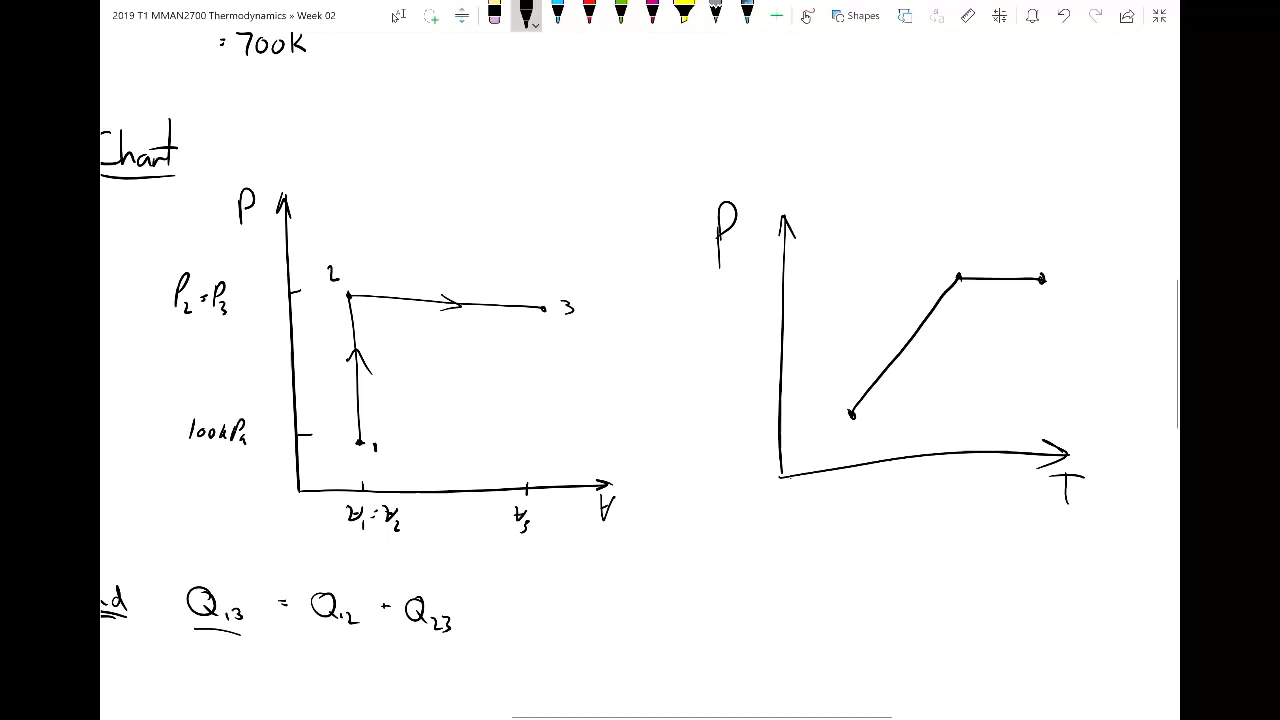 2019 T1 MMAN2700 Thermodynamics » Week 02
Shapes
= 700K
Chart
P
2
P₂ = P₃
3
100kPa
1
V₁ = V₂
V₃
V
P
T
Q₁₃ = Q₁₂ + Q₂₃